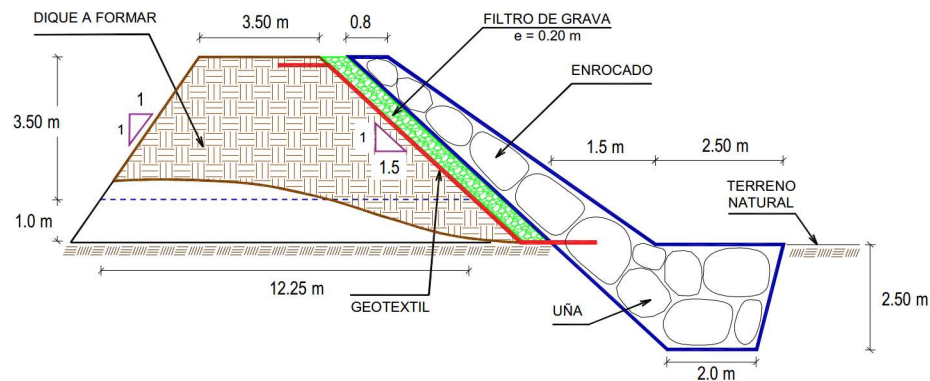 DIQUE A FORMAR
3.50 m
0.8
FILTRO DE GRAVA
e = 0.20 m
ENROCADO
3.50 m
1
1
1
1.5
1.5 m
2.50 m
TERRENO
NATURAL
1.0 m
12.25 m
GEOTEXTIL
UÑA
2.50 m
2.0 m